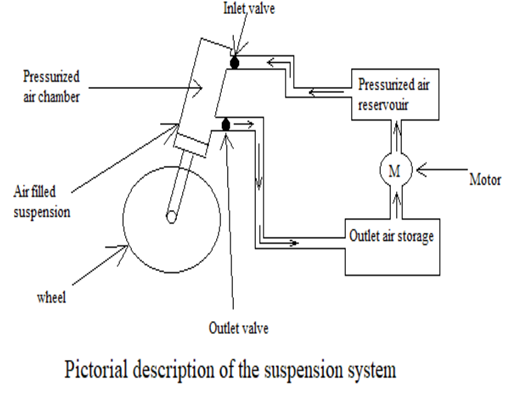 Inlet valve
Pressurized
air chamber
Pressurized air
reservouir
M
Motor
Air filled
suspension
Outlet air storage
wheel
Outlet valve
Pictorial description of the suspension system